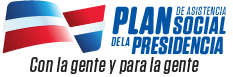 PLAN DE ASISTENCIA
SOCIAL
DE LA PRESIDENCIA
Con la gente y para la gente